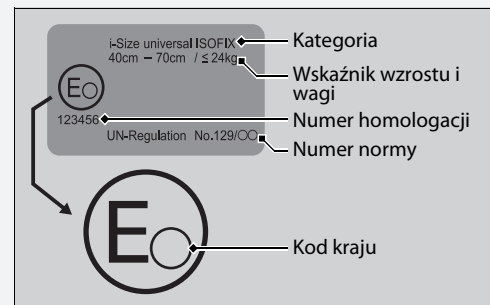 i-Size universal ISOFIX
40cm – 70cm / ≤ 24kg
E
123456
UN-Regulation No.129/○○
E
Kategoria
Wskaźnik wzrostu i
wagi
Numer homologacji
Numer normy
Kod kraju